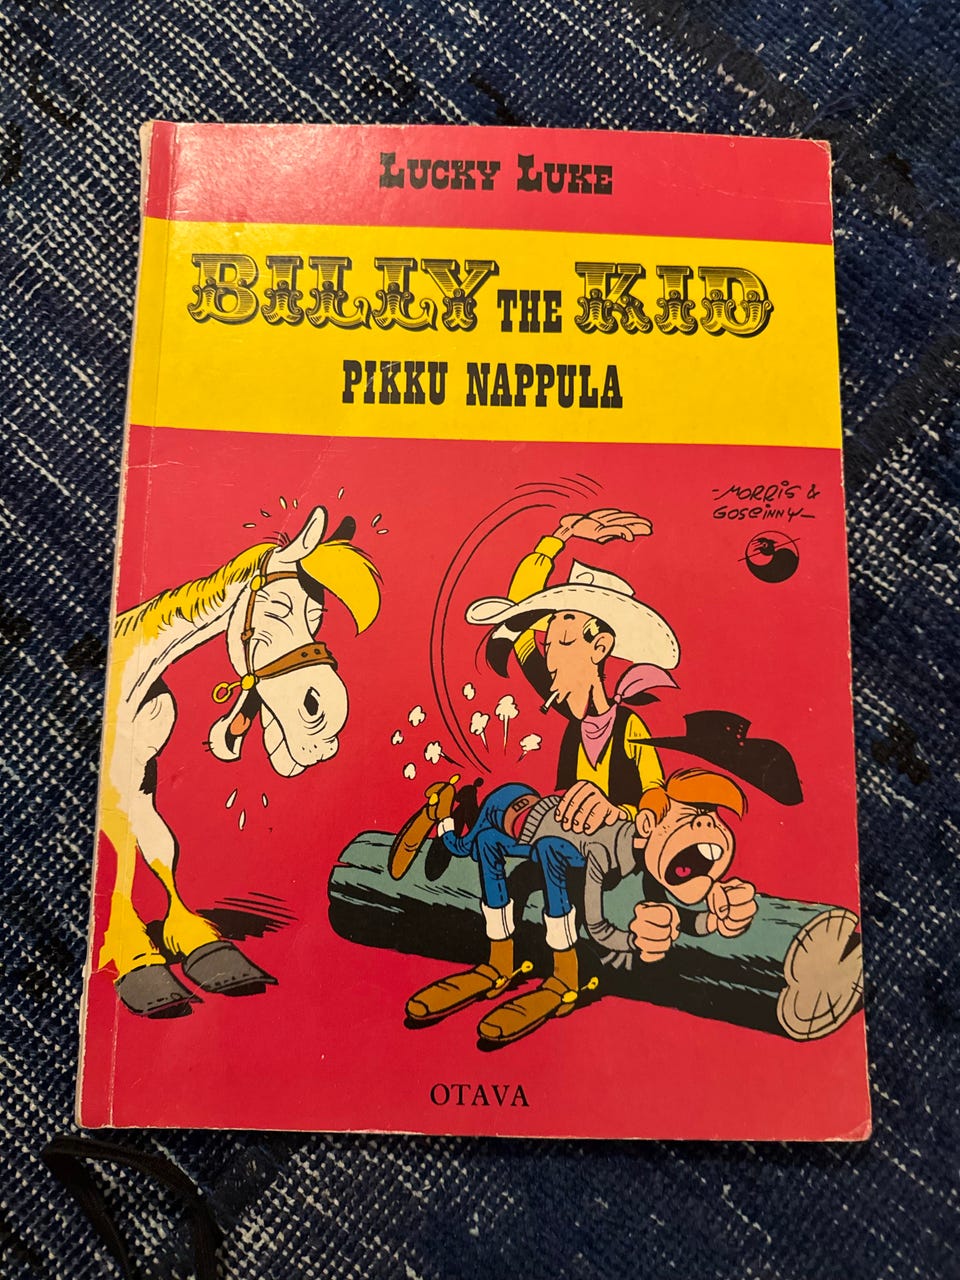 LUCKY LUKE
BILLY THE KID
PIKKU NAPPULA
-MORRIS &
GOSCINNY-
OTAVA